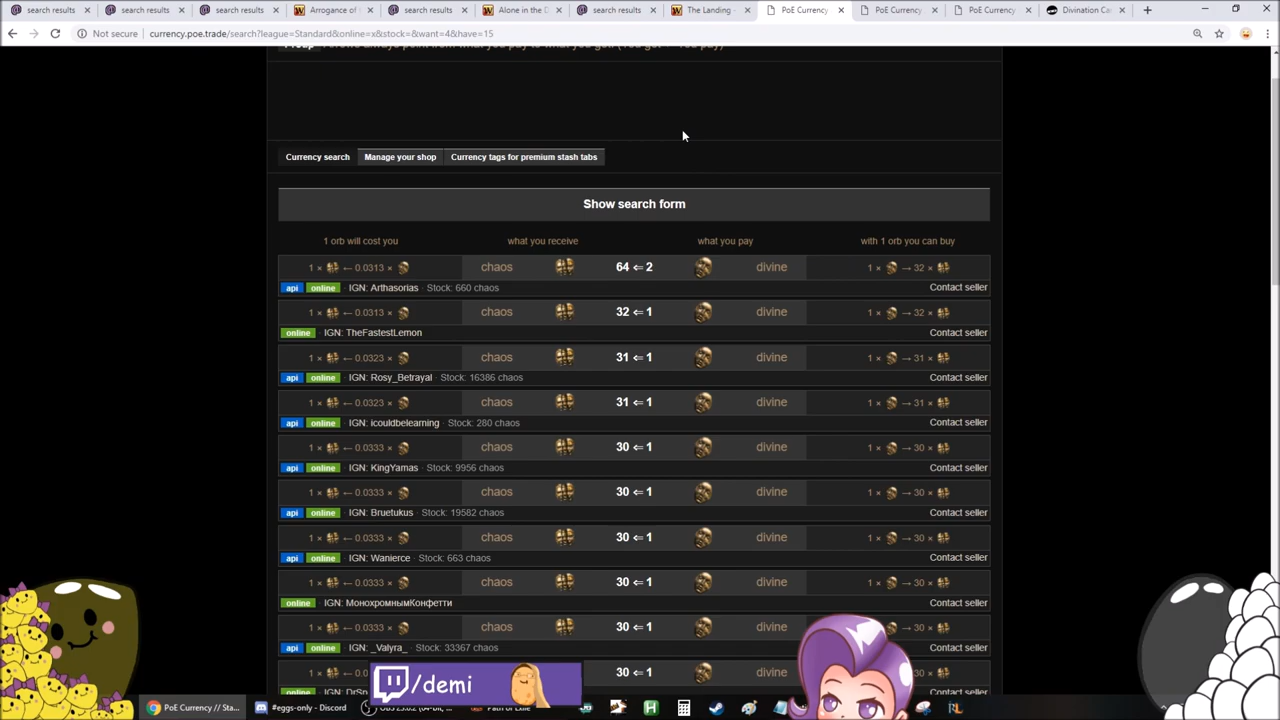 search results
search results
search results
Arrogance of
search results
Alone in the D
search results
The Landing
PoE Currency
PoE Currency
PoE Currency
Divination Ca
Not secure
currency.poe.trade/search?league=Standard&online=x&stock=&want=4&have=15
Currency search
Manage your shop
Currency tags for premium stash tabs
Show search form
1 orb will cost you
what you receive
what you pay
with 1 orb you can buy
1 × ← 0.0313 × chaos 64 ⇐ 2 divine 1 × → 32 ×
api online · IGN: Arthasorias · Stock: 660 chaos Contact seller
1 × ← 0.0313 × chaos 32 ⇐ 1 divine 1 × → 32 ×
online · IGN: TheFastestLemon Contact seller
1 × ← 0.0323 × chaos 31 ⇐ 1 divine 1 × → 31 ×
api online · IGN: Rosy_Betrayal · Stock: 16386 chaos Contact seller
1 × ← 0.0323 × chaos 31 ⇐ 1 divine 1 × → 31 ×
api online · IGN: icouldbelearning · Stock: 280 chaos Contact seller
1 × ← 0.0333 × chaos 30 ⇐ 1 divine 1 × → 30 ×
api online · IGN: KingYamas · Stock: 9956 chaos Contact seller
1 × ← 0.0333 × chaos 30 ⇐ 1 divine 1 × → 30 ×
api online · IGN: Bruetukus · Stock: 19582 chaos Contact seller
1 × ← 0.0333 × chaos 30 ⇐ 1 divine 1 × → 30 ×
api online · IGN: Wanierce · Stock: 663 chaos Contact seller
1 × ← 0.0333 × chaos 30 ⇐ 1 divine 1 × → 30 ×
online · IGN: МонохромнымКонфетти Contact seller
1 × ← 0.0333 × chaos 30 ⇐ 1 divine → 30 ×
api online · IGN: _Valyra_ · Stock: 33367 chaos Contact seller
1 × ← 0.0 30 ⇐ 1 divine → 30 ×
online · IGN: Contact seller
/demi
PoE Currency // Sta...
#eggs-only - Discord
Path of Exile